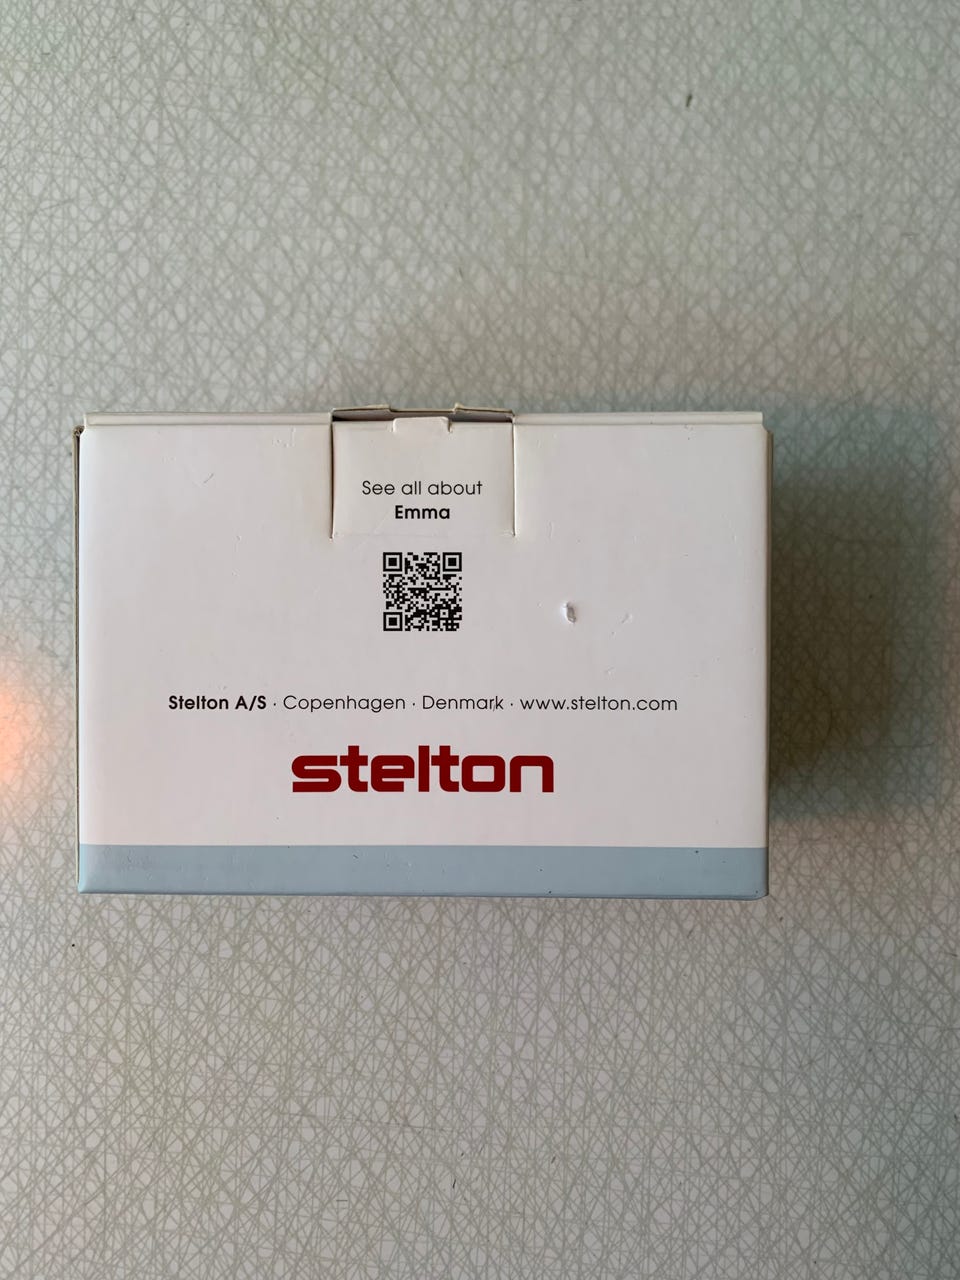 See all about
Emma
Stelton A/S · Copenhagen · Denmark · www.stelton.com
stelton